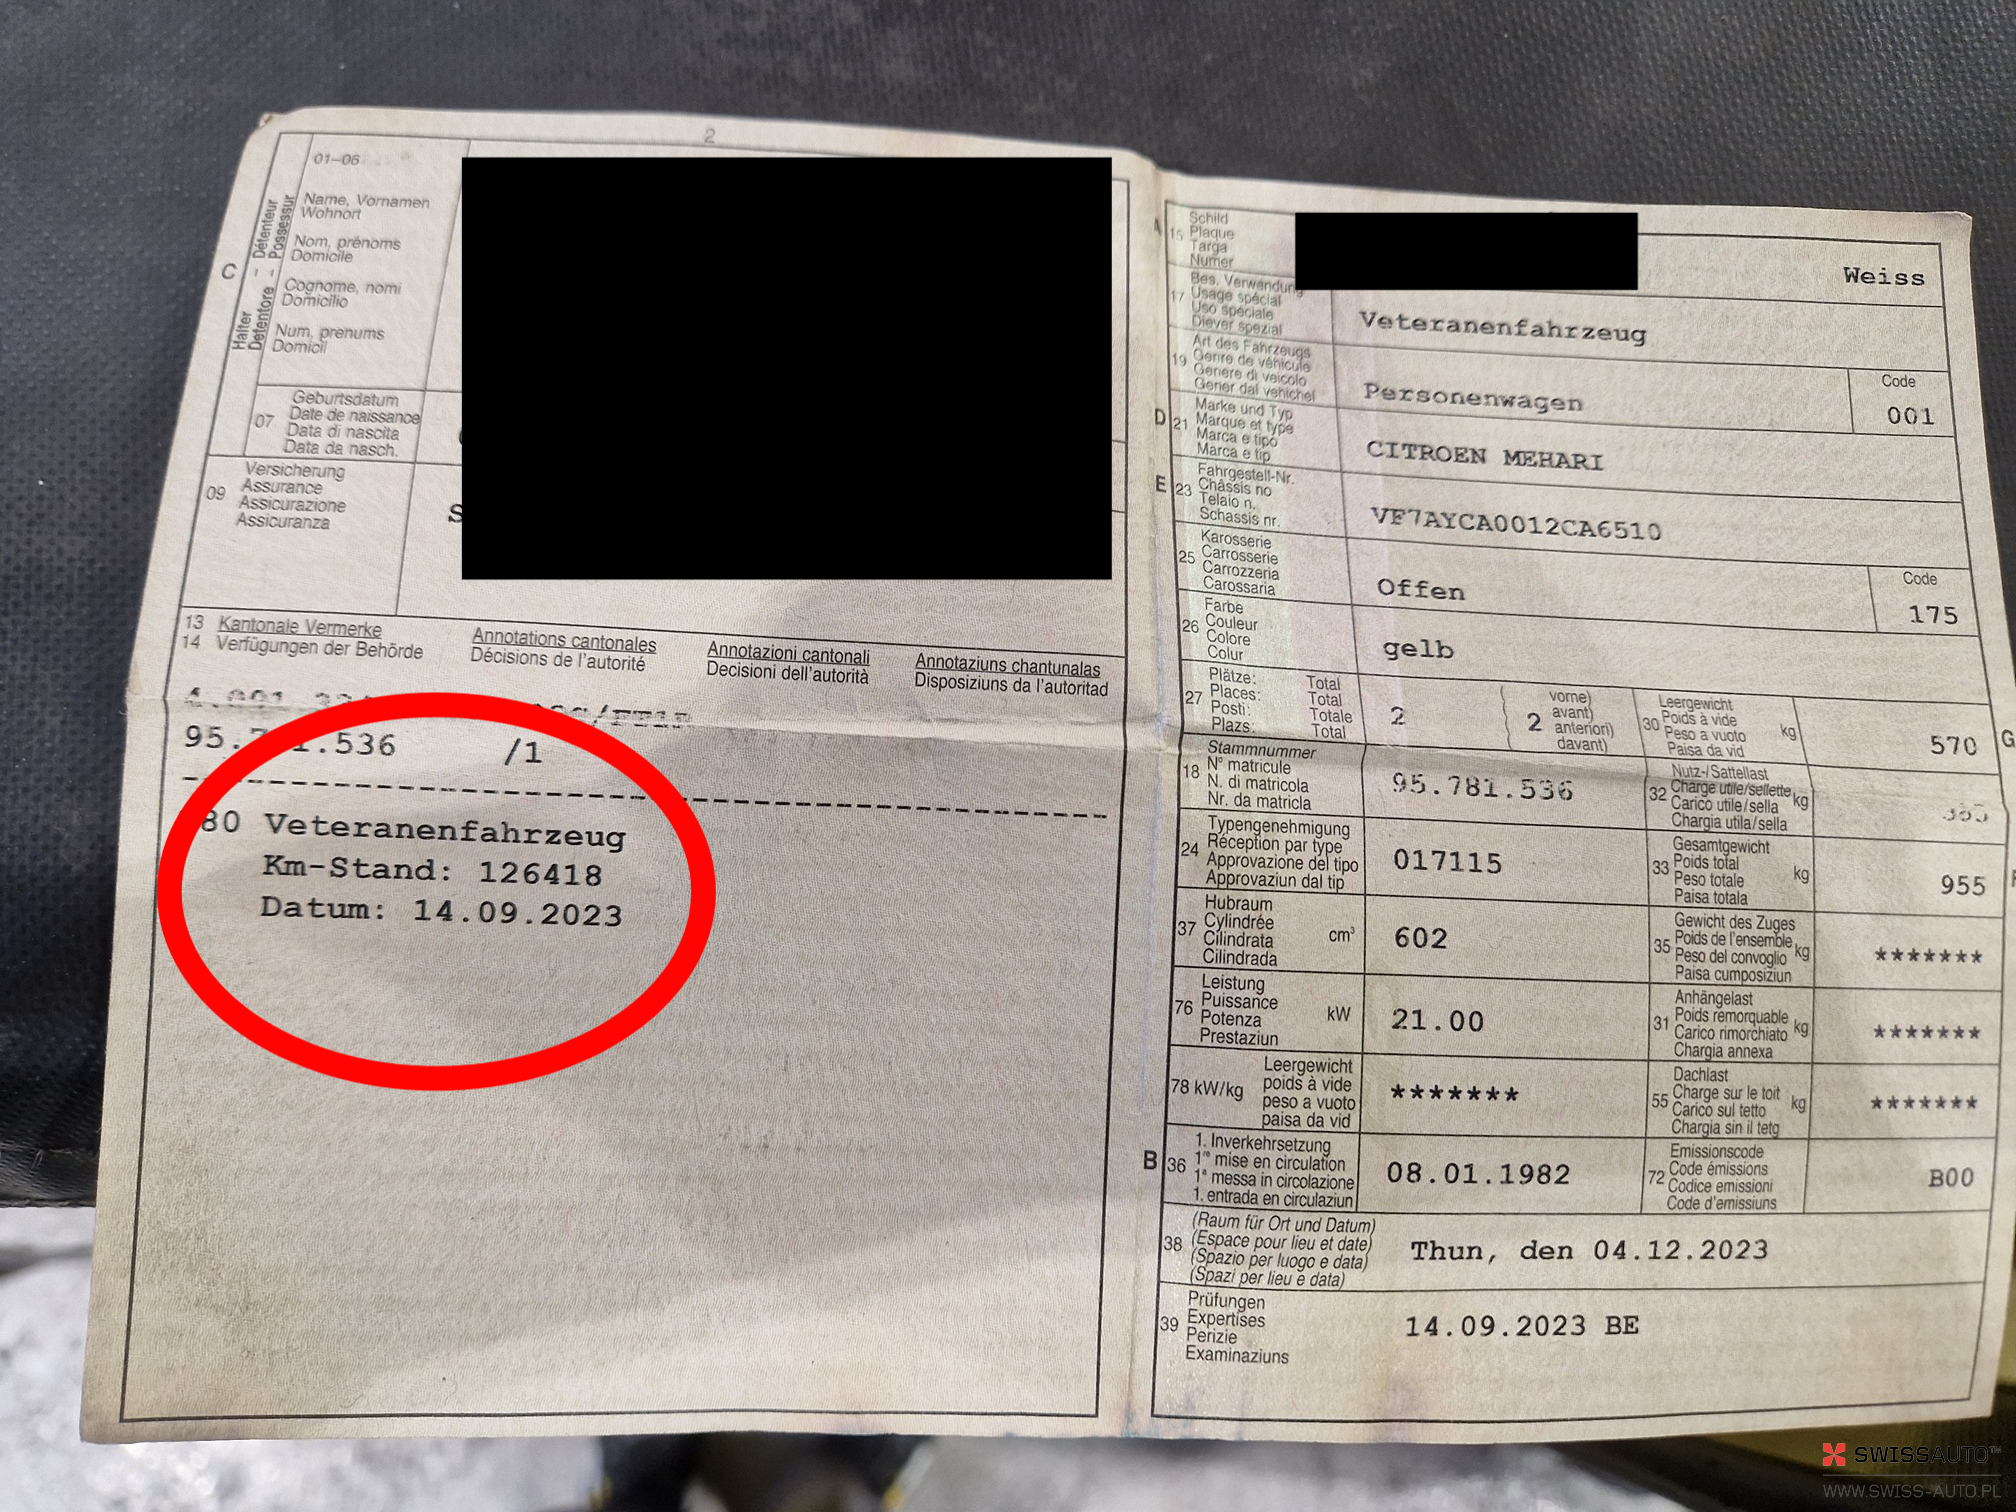 2
01–06
Name, Vornamen
Wohnort
Nom, prénoms
Domicile
Cognome, nomi
Domicilio
Num, prenums
Domicil
C
Halter – Détenteur
Detentore – Possessur
07
Geburtsdatum
Date de naissance
Data di nascita
Data da nasch.
09
Versicherung
Assurance
Assicurazione
Assicuranza
S
13 Kantonale Vermerke
14 Verfügungen der Behörde
Annotations cantonales
Décisions de l'autorité
Annotazioni cantonali
Decisioni dell'autorità
Annotaziuns chantunalas
Disposiziuns da l'autoritad
95.781.536 /1
80 Veteranenfahrzeug
Km-Stand: 126418
Datum: 14.09.2023
A
15 Schild
Plaque
Targa
Numer
Weiss
17 Bes. Verwendung
Usage spécial
Uso speciale
Diever spezial
Veteranenfahrzeug
19 Art des Fahrzeugs
Genre de véhicule
Genere di veicolo
Gener dal vehichel
Personenwagen
Code
001
D 21 Marke und Typ
Marque et type
Marca e tipo
Marca e tip
CITROEN MEHARI
E 23 Fahrgestell-Nr.
Châssis no
Telaio n.
Schassis nr.
VF7AYCA0012CA6510
25 Karosserie
Carrosserie
Carrozzeria
Carossaria
Offen
Code
175
26 Farbe
Couleur
Colore
Colur
gelb
27 Plätze: Total
Places: Total
Posti: Totale
Plazs: Total
2
2
vorne)
avant)
anteriori)
davant)
30 Leergewicht
Poids à vide
Peso a vuoto
Paisa da vid
kg
570
G
18 Stammnummer
N° matricule
N. di matricola
Nr. da matricla
95.781.536
32 Nutz-/Sattellast
Charge utile/sellette
Carico utile/sella
Chargia utila/sella
kg
24 Typengenehmigung
Réception par type
Approvazione del tipo
Approvaziun dal tip
017115
33 Gesamtgewicht
Poids total
Peso totale
Paisa totala
kg
955
37 Hubraum
Cylindrée
Cilindrata
Cilindrada
cm³
602
35 Gewicht des Zuges
Poids de l'ensemble
Peso del convoglio
Paisa cumposiziun
kg
*******
76 Leistung
Puissance
Potenza
Prestaziun
kW
21.00
31 Anhängelast
Poids remorquable
Carico rimorchiato
Chargia annexa
kg
*******
78 kW/kg
Leergewicht
poids à vide
peso a vuoto
paisa da vid
*******
55 Dachlast
Charge sur le toit
Carico sul tetto
Chargia sin il tetg
kg
*******
B 36 1. Inverkehrsetzung
1re mise en circulation
1a messa in circolazione
1. entrada en circulaziun
08.01.1982
72 Emissionscode
Code émissions
Codice emissioni
Code d'emissiuns
B00
38 (Raum für Ort und Datum)
(Espace pour lieu et date)
(Spazio per luogo e data)
(Spazi per lieu e data)
Thun, den 04.12.2023
39 Prüfungen
Expertises
Perizie
Examinaziuns
14.09.2023 BE
SWISSAUTO™
WWW.SWISS-AUTO.PL